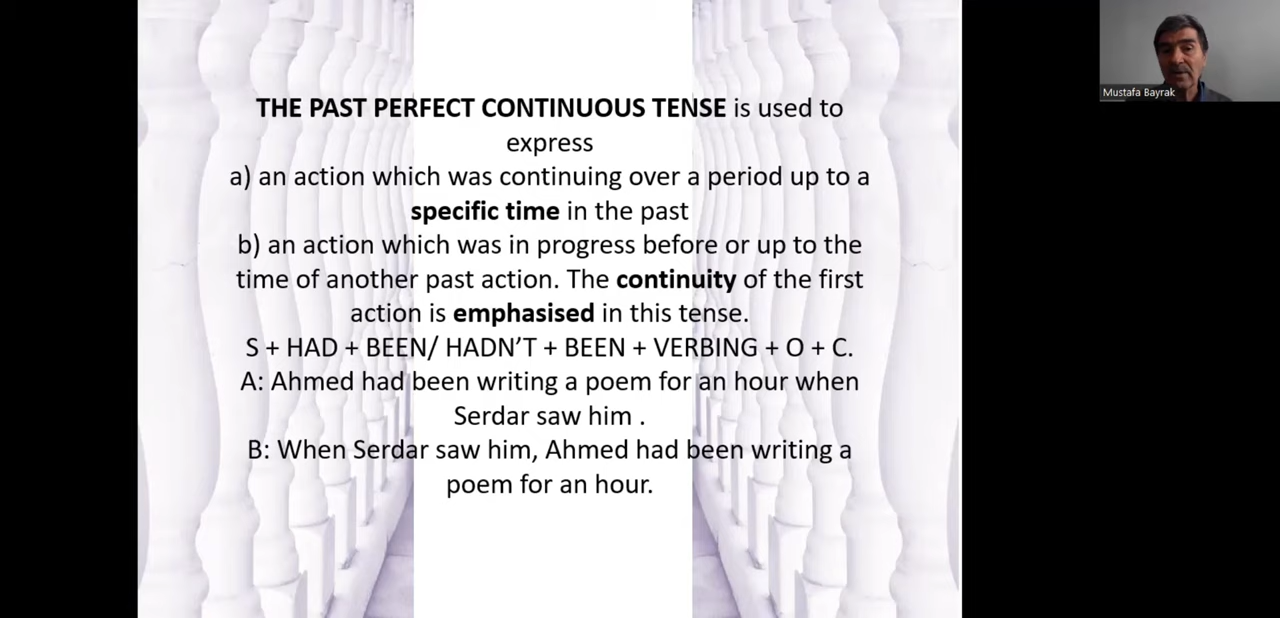 THE PAST PERFECT CONTINUOUS TENSE is used to
express
a) an action which was continuing over a period up to a
specific time in the past
b) an action which was in progress before or up to the
time of another past action. The continuity of the first
action is emphasised in this tense.
S + HAD + BEEN/ HADN’T + BEEN + VERBING + O + C.
A: Ahmed had been writing a poem for an hour when
Serdar saw him .
B: When Serdar saw him, Ahmed had been writing a
poem for an hour.
Mustafa Bayrak